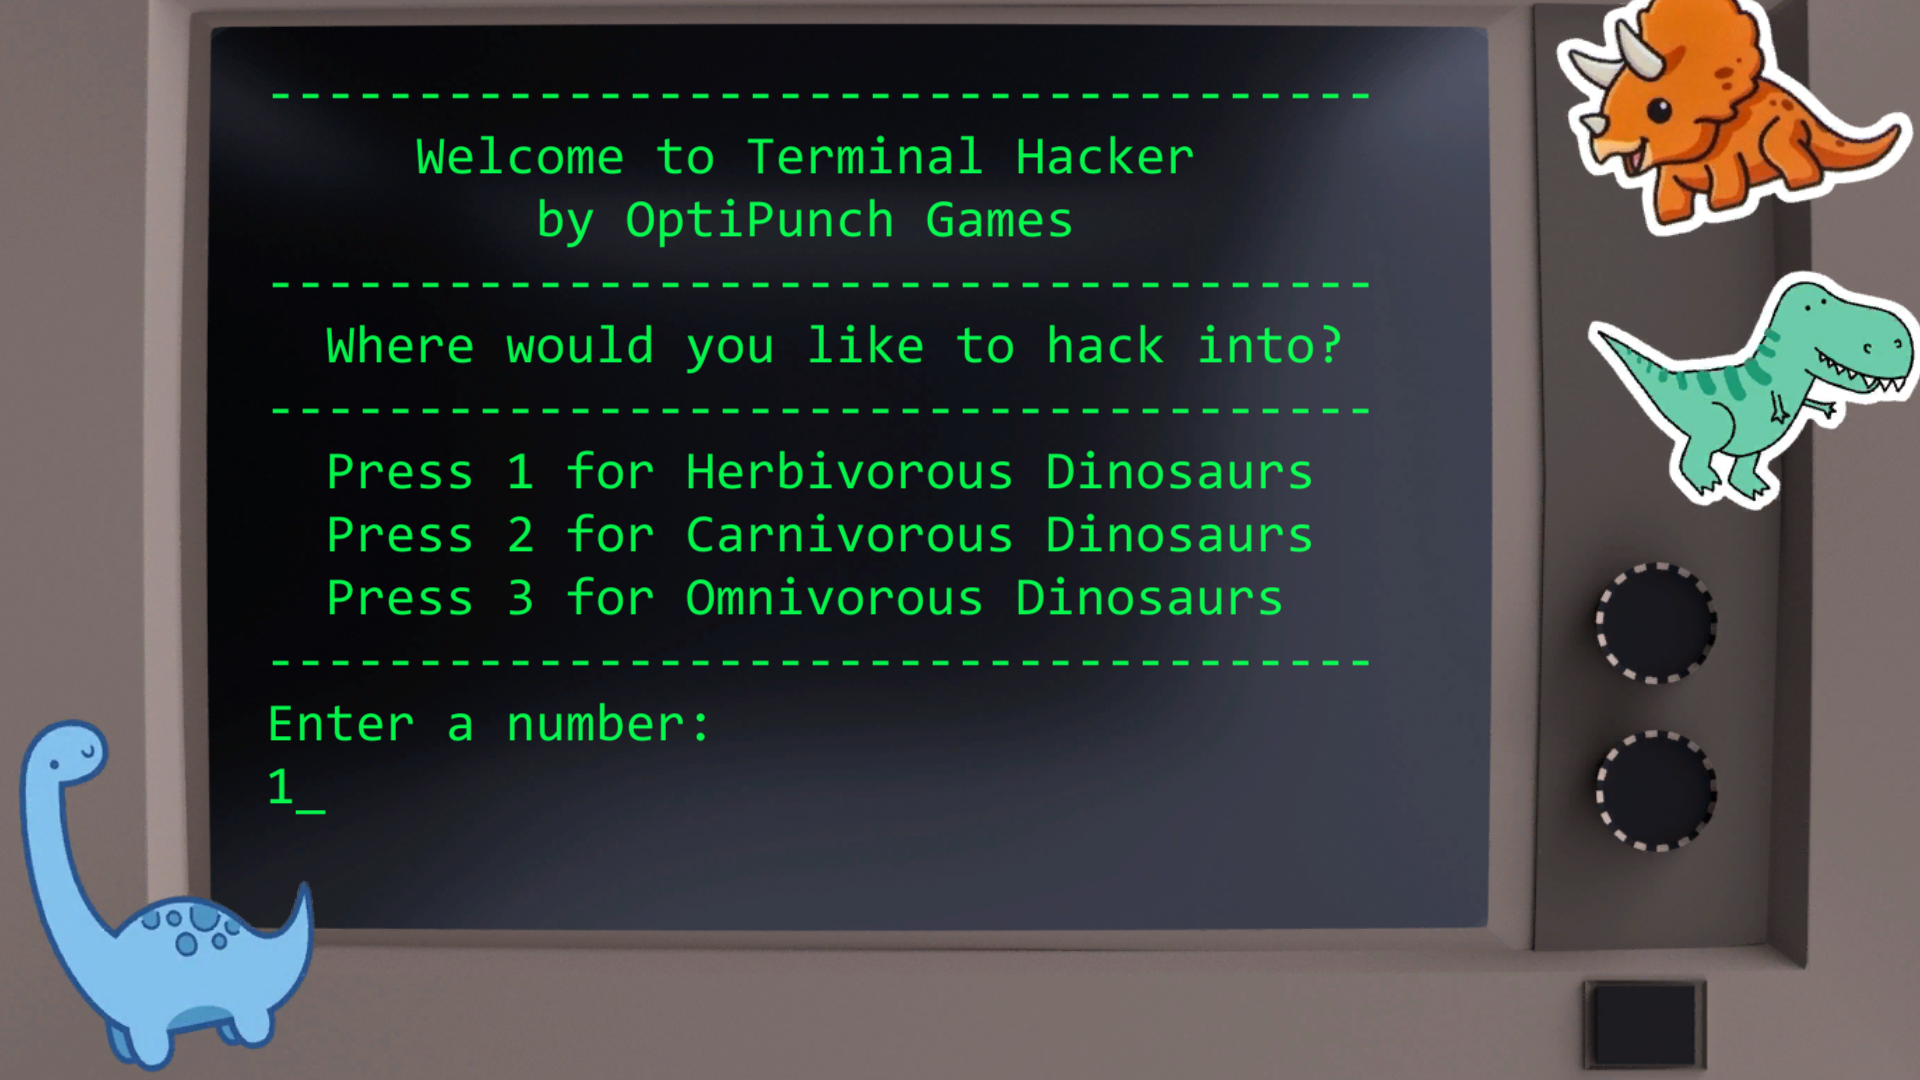 -------------------------------------
Welcome to Terminal Hacker
by OptiPunch Games
-------------------------------------
Where would you like to hack into?
-------------------------------------
Press 1 for Herbivorous Dinosaurs
Press 2 for Carnivorous Dinosaurs
Press 3 for Omnivorous Dinosaurs
-------------------------------------
Enter a number:
1_